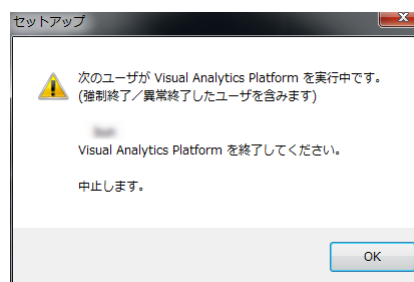 セットアップ
次のユーザが Visual Analytics Platform を実行中です。
(強制終了／異常終了したユーザを含みます)
Visual Analytics Platform を終了してください。
中止します。
OK